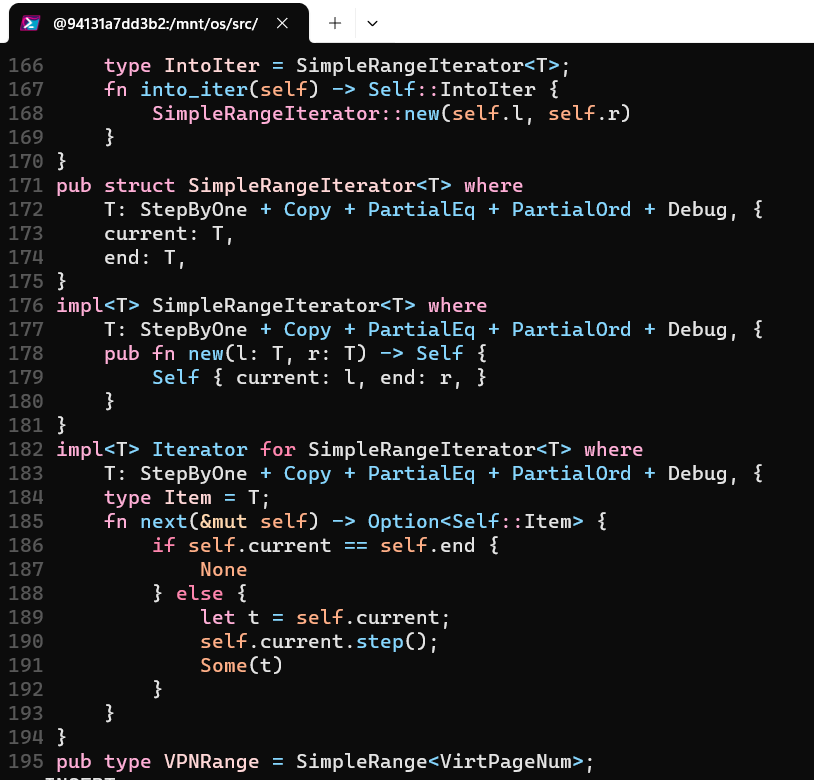 @94131a7dd3b2:/mnt/os/src/
166     type IntoIter = SimpleRangeIterator<T>;
167     fn into_iter(self) -> Self::IntoIter {
168         SimpleRangeIterator::new(self.l, self.r)
169     }
170 }
171 pub struct SimpleRangeIterator<T> where
172     T: StepByOne + Copy + PartialEq + PartialOrd + Debug, {
173     current: T,
174     end: T,
175 }
176 impl<T> SimpleRangeIterator<T> where
177     T: StepByOne + Copy + PartialEq + PartialOrd + Debug, {
178     pub fn new(l: T, r: T) -> Self {
179         Self { current: l, end: r, }
180     }
181 }
182 impl<T> Iterator for SimpleRangeIterator<T> where
183     T: StepByOne + Copy + PartialEq + PartialOrd + Debug, {
184     type Item = T;
185     fn next(&mut self) -> Option<Self::Item> {
186         if self.current == self.end {
187             None
188         } else {
189             let t = self.current;
190             self.current.step();
191             Some(t)
192         }
193     }
194 }
195 pub type VPNRange = SimpleRange<VirtPageNum>;